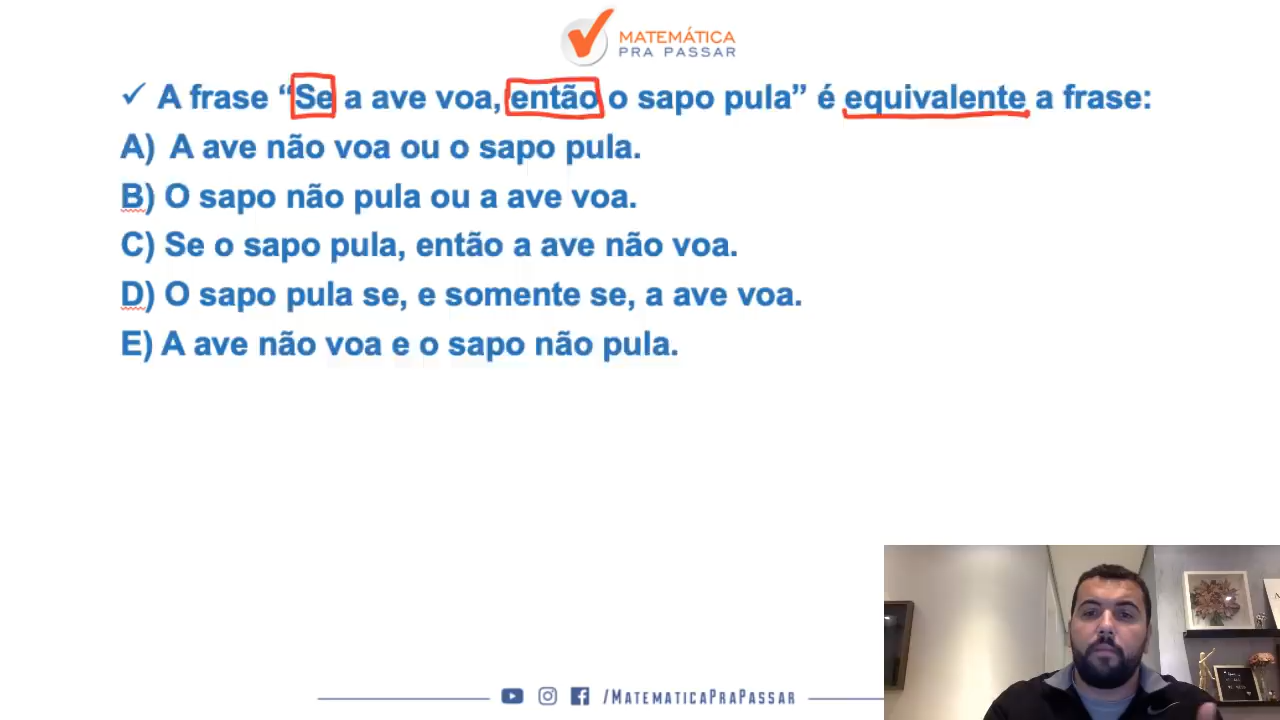 MATEMÁTICA
PRA PASSAR
✓ A frase “Se a ave voa, então o sapo pula” é equivalente a frase:
A) A ave não voa ou o sapo pula.
B) O sapo não pula ou a ave voa.
C) Se o sapo pula, então a ave não voa.
D) O sapo pula se, e somente se, a ave voa.
E) A ave não voa e o sapo não pula.
/MATEMATICAPRAPASSAR